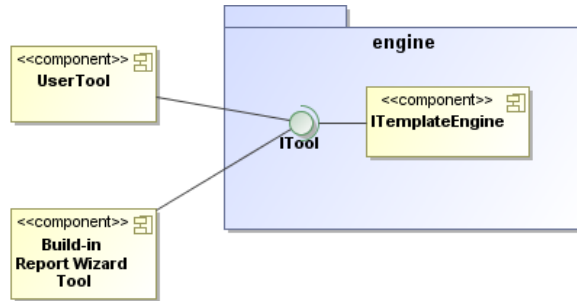 engine
<<component>>
UserTool
<<component>>
ITemplateEngine
ITool
<<component>>
Build-in
Report Wizard
Tool